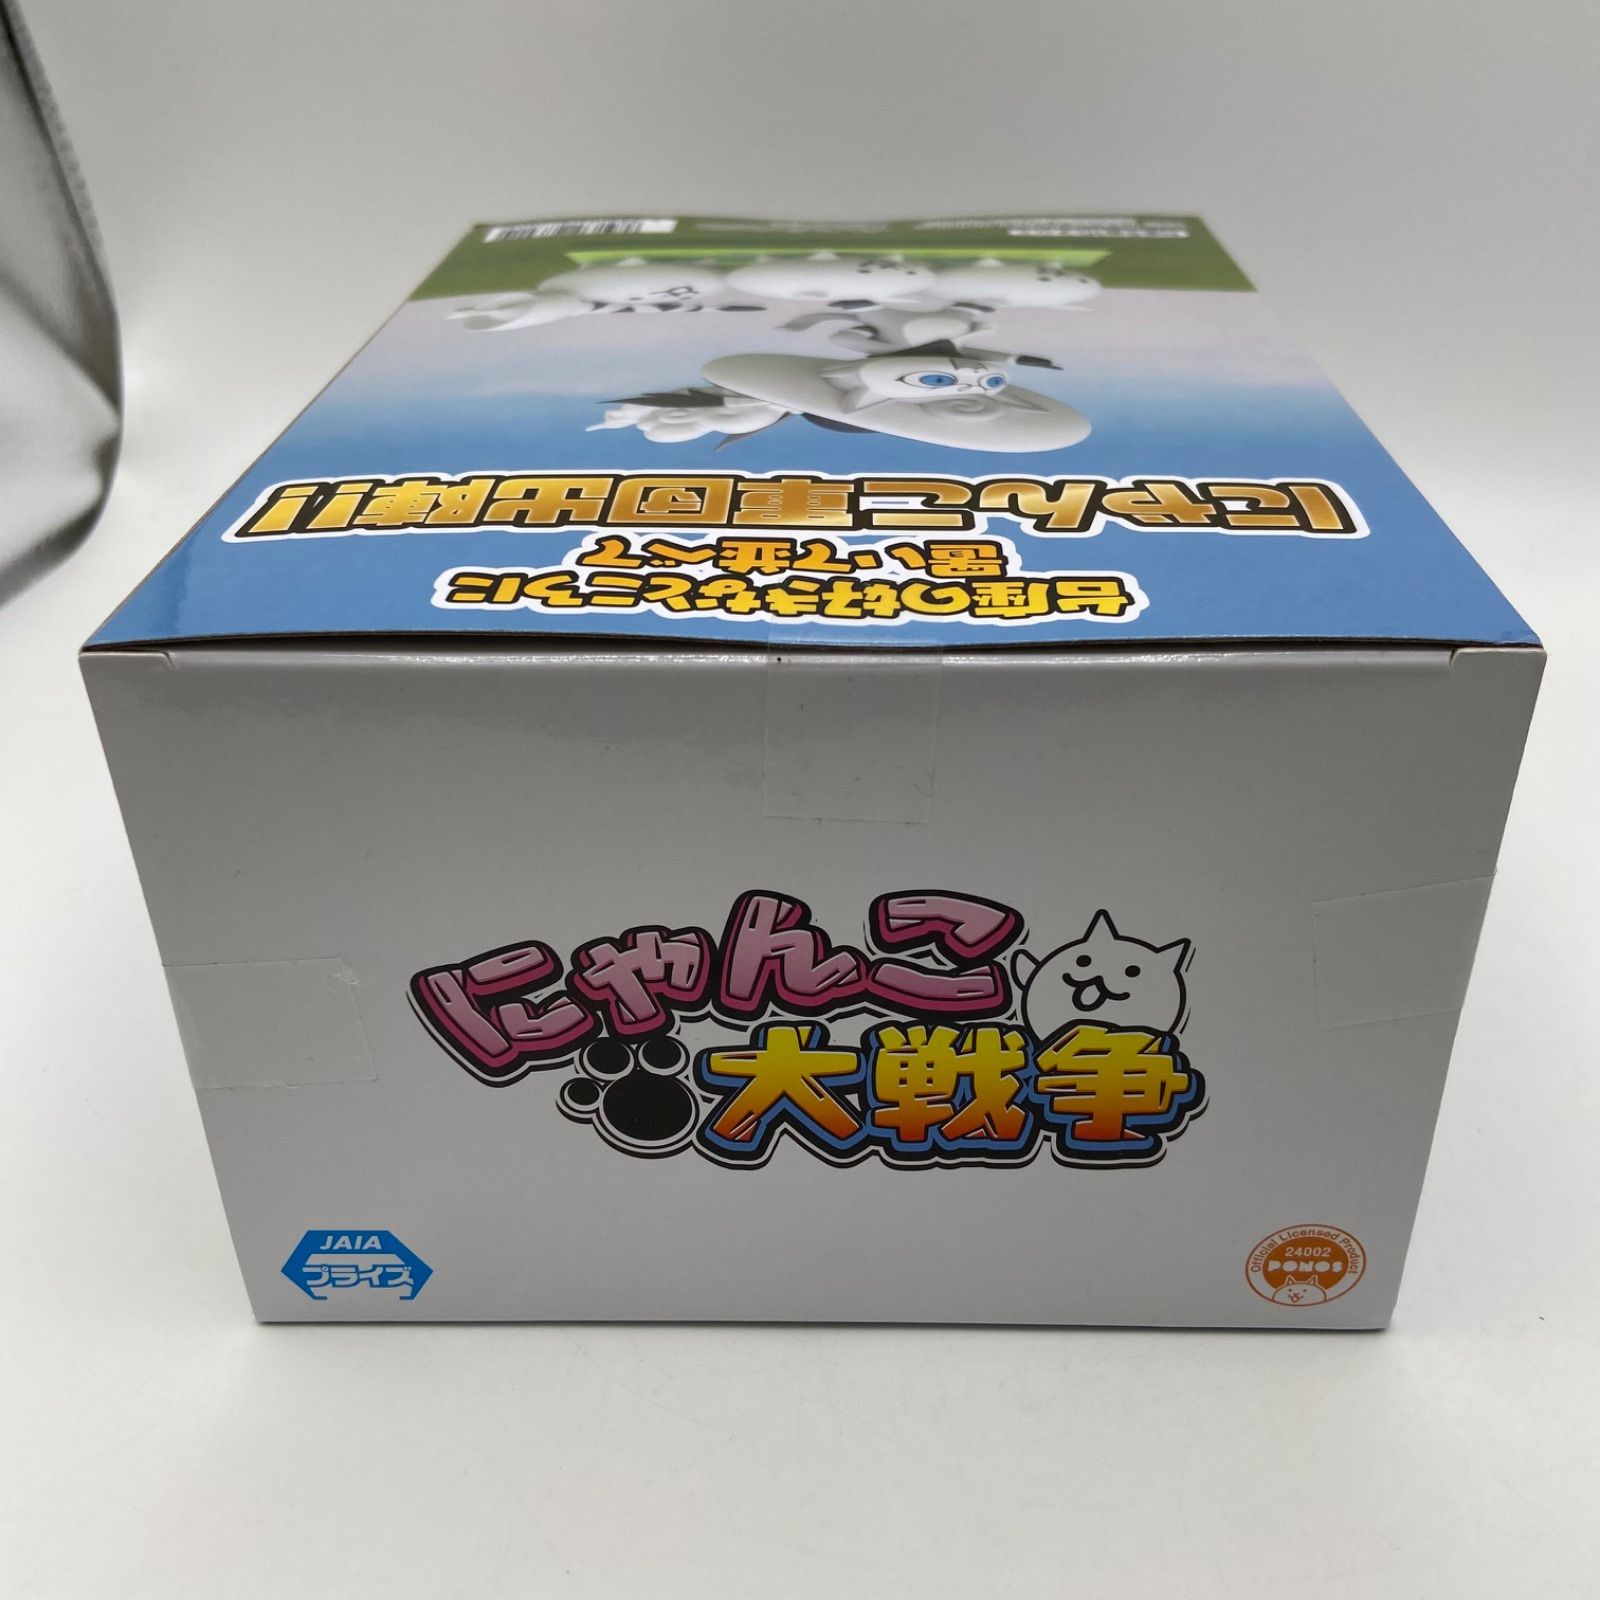 台座の好きなところに
置いて並べて
にゃんこ軍団出陣!!
にゃんこ
大戦争
JAIA
プライズ
Official Licensed Product
24002
PONOS